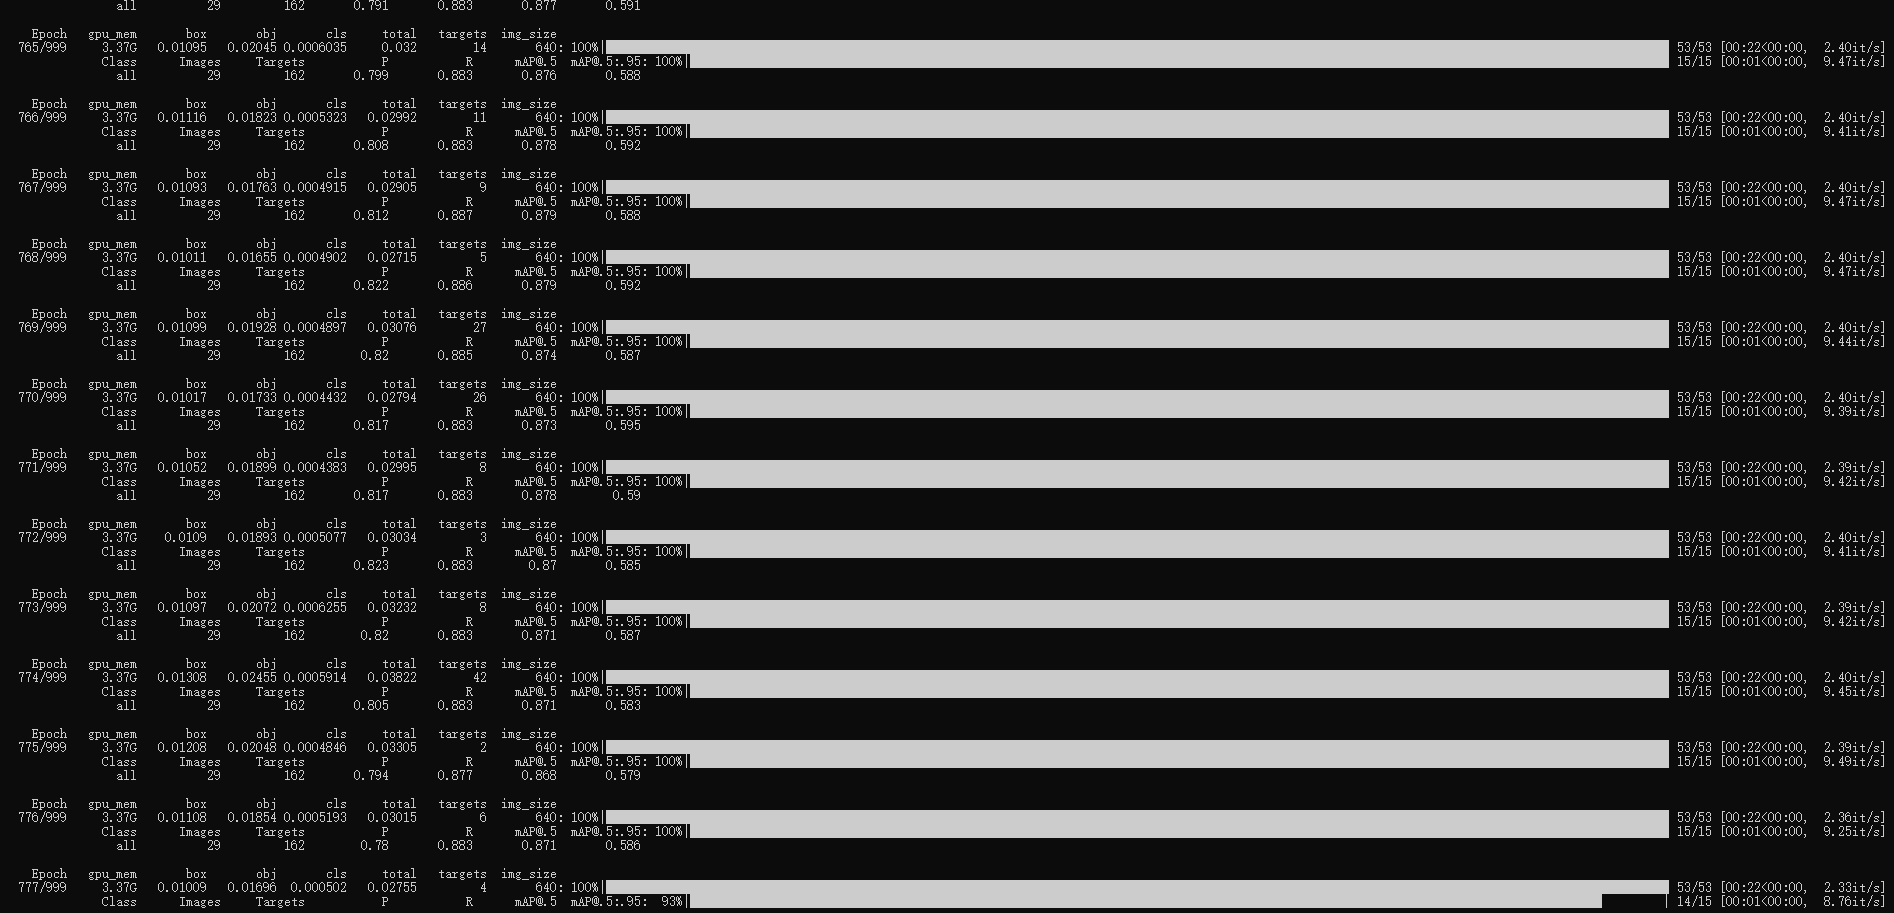 all 29 162 0.791 0.883 0.877 0.591
Epoch gpu_mem box obj cls total targets img_size
765/999 3.37G 0.01095 0.02045 0.0006035 0.032 14 640: 100%| 53/53 [00:22<00:00, 2.40it/s]
Class Images Targets P R mAP@.5 mAP@.5:.95: 100%| 15/15 [00:01<00:00, 9.47it/s]
all 29 162 0.799 0.883 0.876 0.588
Epoch gpu_mem box obj cls total targets img_size
766/999 3.37G 0.01116 0.01823 0.0005323 0.02992 11 640: 100%| 53/53 [00:22<00:00, 2.40it/s]
Class Images Targets P R mAP@.5 mAP@.5:.95: 100%| 15/15 [00:01<00:00, 9.41it/s]
all 29 162 0.808 0.883 0.878 0.592
Epoch gpu_mem box obj cls total targets img_size
767/999 3.37G 0.01093 0.01763 0.0004915 0.02905 9 640: 100%| 53/53 [00:22<00:00, 2.40it/s]
Class Images Targets P R mAP@.5 mAP@.5:.95: 100%| 15/15 [00:01<00:00, 9.47it/s]
all 29 162 0.812 0.887 0.879 0.588
Epoch gpu_mem box obj cls total targets img_size
768/999 3.37G 0.01011 0.01655 0.0004902 0.02715 5 640: 100%| 53/53 [00:22<00:00, 2.40it/s]
Class Images Targets P R mAP@.5 mAP@.5:.95: 100%| 15/15 [00:01<00:00, 9.47it/s]
all 29 162 0.822 0.886 0.879 0.592
Epoch gpu_mem box obj cls total targets img_size
769/999 3.37G 0.01099 0.01928 0.0004897 0.03076 27 640: 100%| 53/53 [00:22<00:00, 2.40it/s]
Class Images Targets P R mAP@.5 mAP@.5:.95: 100%| 15/15 [00:01<00:00, 9.44it/s]
all 29 162 0.82 0.885 0.874 0.587
Epoch gpu_mem box obj cls total targets img_size
770/999 3.37G 0.01017 0.01733 0.0004432 0.02794 26 640: 100%| 53/53 [00:22<00:00, 2.40it/s]
Class Images Targets P R mAP@.5 mAP@.5:.95: 100%| 15/15 [00:01<00:00, 9.39it/s]
all 29 162 0.817 0.883 0.873 0.595
Epoch gpu_mem box obj cls total targets img_size
771/999 3.37G 0.01052 0.01899 0.0004383 0.02995 8 640: 100%| 53/53 [00:22<00:00, 2.39it/s]
Class Images Targets P R mAP@.5 mAP@.5:.95: 100%| 15/15 [00:01<00:00, 9.42it/s]
all 29 162 0.817 0.883 0.878 0.59
Epoch gpu_mem box obj cls total targets img_size
772/999 3.37G 0.0109 0.01893 0.0005077 0.03034 3 640: 100%| 53/53 [00:22<00:00, 2.40it/s]
Class Images Targets P R mAP@.5 mAP@.5:.95: 100%| 15/15 [00:01<00:00, 9.41it/s]
all 29 162 0.823 0.883 0.87 0.585
Epoch gpu_mem box obj cls total targets img_size
773/999 3.37G 0.01097 0.02072 0.0006255 0.03232 8 640: 100%| 53/53 [00:22<00:00, 2.39it/s]
Class Images Targets P R mAP@.5 mAP@.5:.95: 100%| 15/15 [00:01<00:00, 9.42it/s]
all 29 162 0.82 0.883 0.871 0.587
Epoch gpu_mem box obj cls total targets img_size
774/999 3.37G 0.01308 0.02455 0.0005914 0.03822 42 640: 100%| 53/53 [00:22<00:00, 2.40it/s]
Class Images Targets P R mAP@.5 mAP@.5:.95: 100%| 15/15 [00:01<00:00, 9.45it/s]
all 29 162 0.805 0.883 0.871 0.583
Epoch gpu_mem box obj cls total targets img_size
775/999 3.37G 0.01208 0.02048 0.0004846 0.03305 2 640: 100%| 53/53 [00:22<00:00, 2.39it/s]
Class Images Targets P R mAP@.5 mAP@.5:.95: 100%| 15/15 [00:01<00:00, 9.49it/s]
all 29 162 0.794 0.877 0.868 0.579
Epoch gpu_mem box obj cls total targets img_size
776/999 3.37G 0.01108 0.01854 0.0005193 0.03015 6 640: 100%| 53/53 [00:22<00:00, 2.36it/s]
Class Images Targets P R mAP@.5 mAP@.5:.95: 100%| 15/15 [00:01<00:00, 9.25it/s]
all 29 162 0.78 0.883 0.871 0.586
Epoch gpu_mem box obj cls total targets img_size
777/999 3.37G 0.01009 0.01696 0.000502 0.02755 4 640: 100%| 53/53 [00:22<00:00, 2.33it/s]
Class Images Targets P R mAP@.5 mAP@.5:.95: 93%| | 14/15 [00:01<00:00, 8.76it/s]